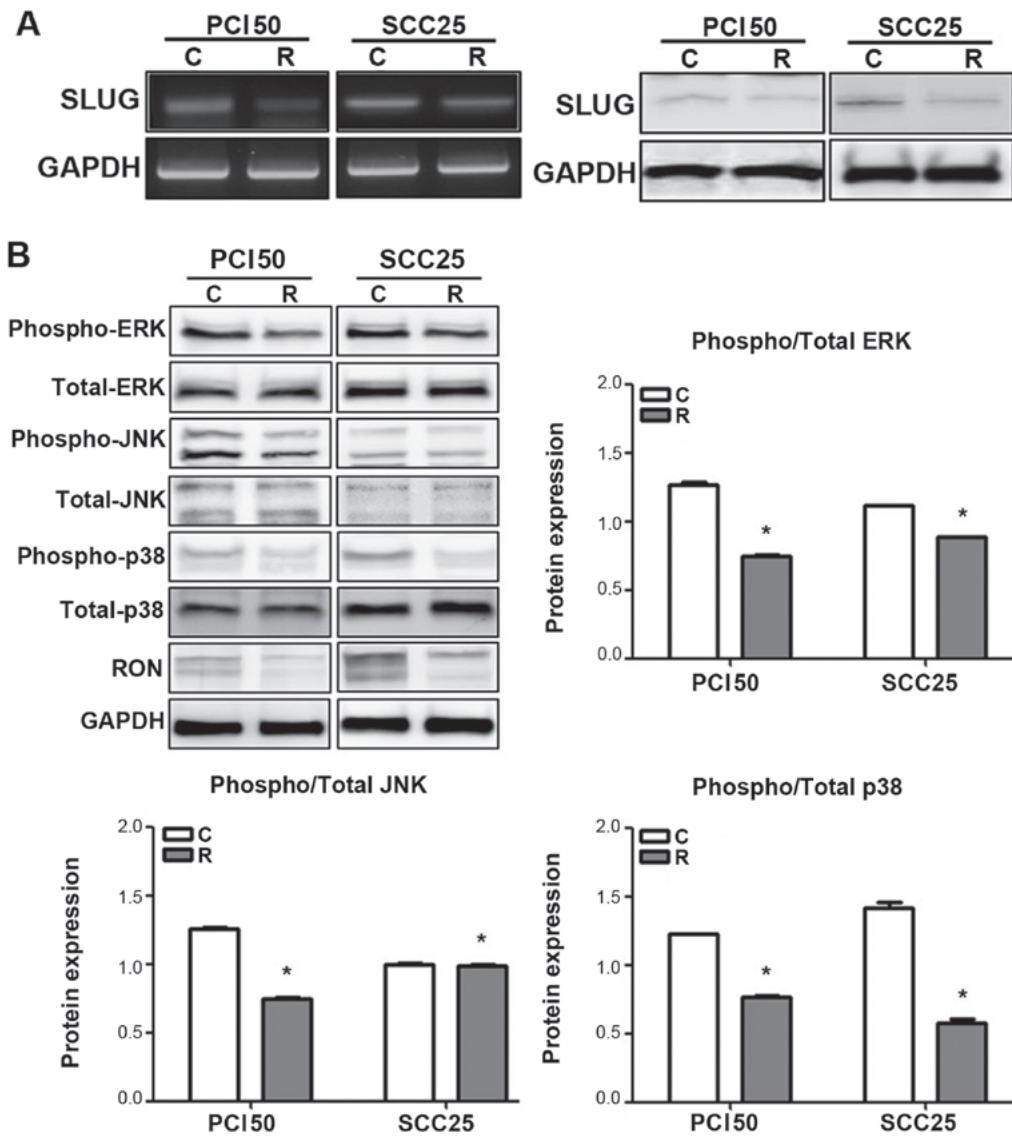 A
PCI50 SCC25
C R C R
SLUG
GAPDH
PCI50 SCC25
C R C R
SLUG
GAPDH
B
PCI50 SCC25
C R C R
Phospho-ERK
Total-ERK
Phospho-JNK
Total-JNK
Phospho-p38
Total-p38
RON
GAPDH
Phospho/Total ERK
Protein expression
2.0
1.5
1.0
0.5
0.0
C
R
*
*
PCI50 SCC25
Phospho/Total JNK
Protein expression
2.0
1.5
1.0
0.5
0.0
C
R
*
*
PCI50 SCC25
Phospho/Total p38
Protein expression
2.0
1.5
1.0
0.5
0.0
C
R
*
*
PCI50 SCC25